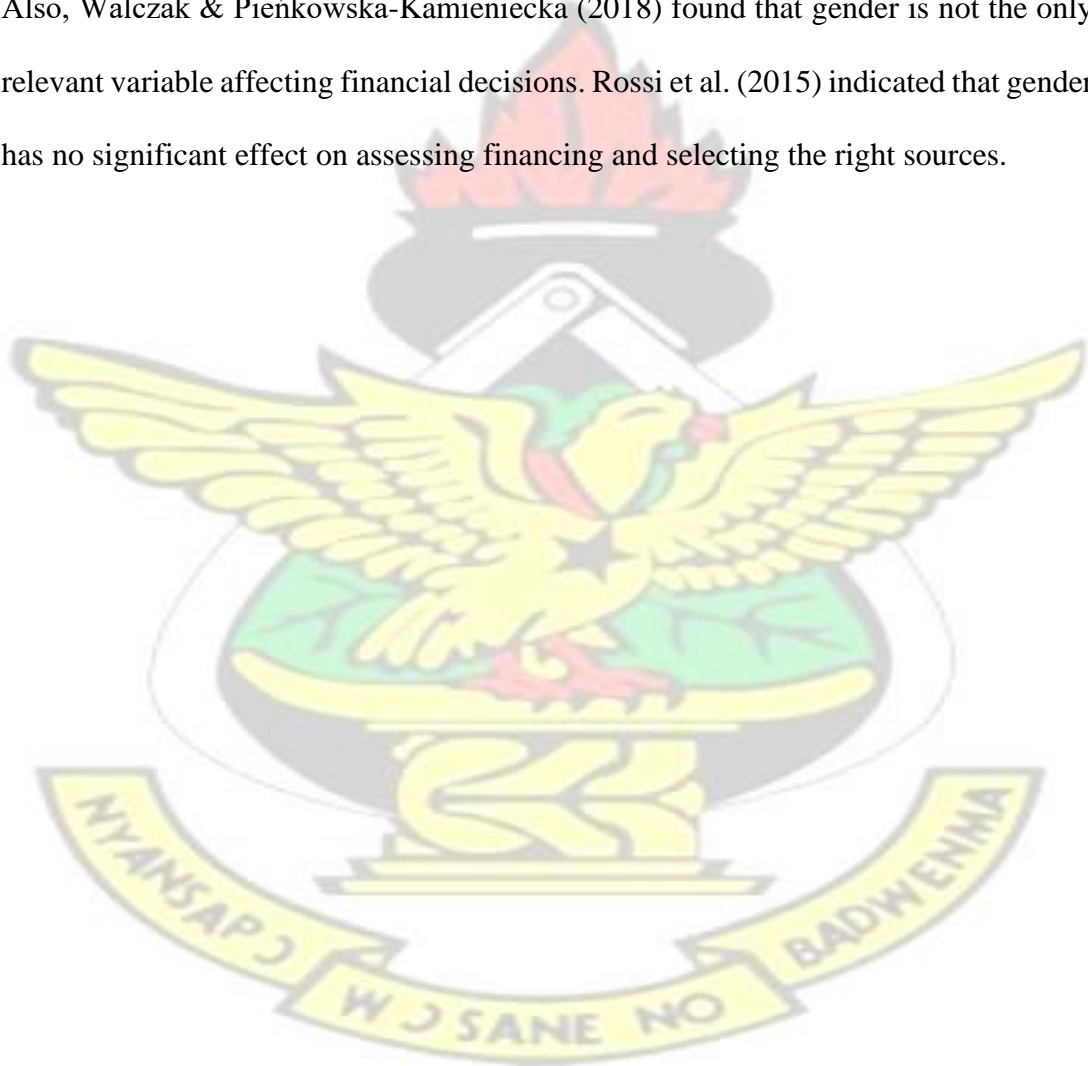 Also, Walczak & Pieńkowska-Kamieniecka (2018) found that gender is not the only
relevant variable affecting financial decisions. Rossi et al. (2015) indicated that gender
has no significant effect on assessing financing and selecting the right sources.
NYANSAPƆ
WƆSANE NO
BADWENMA